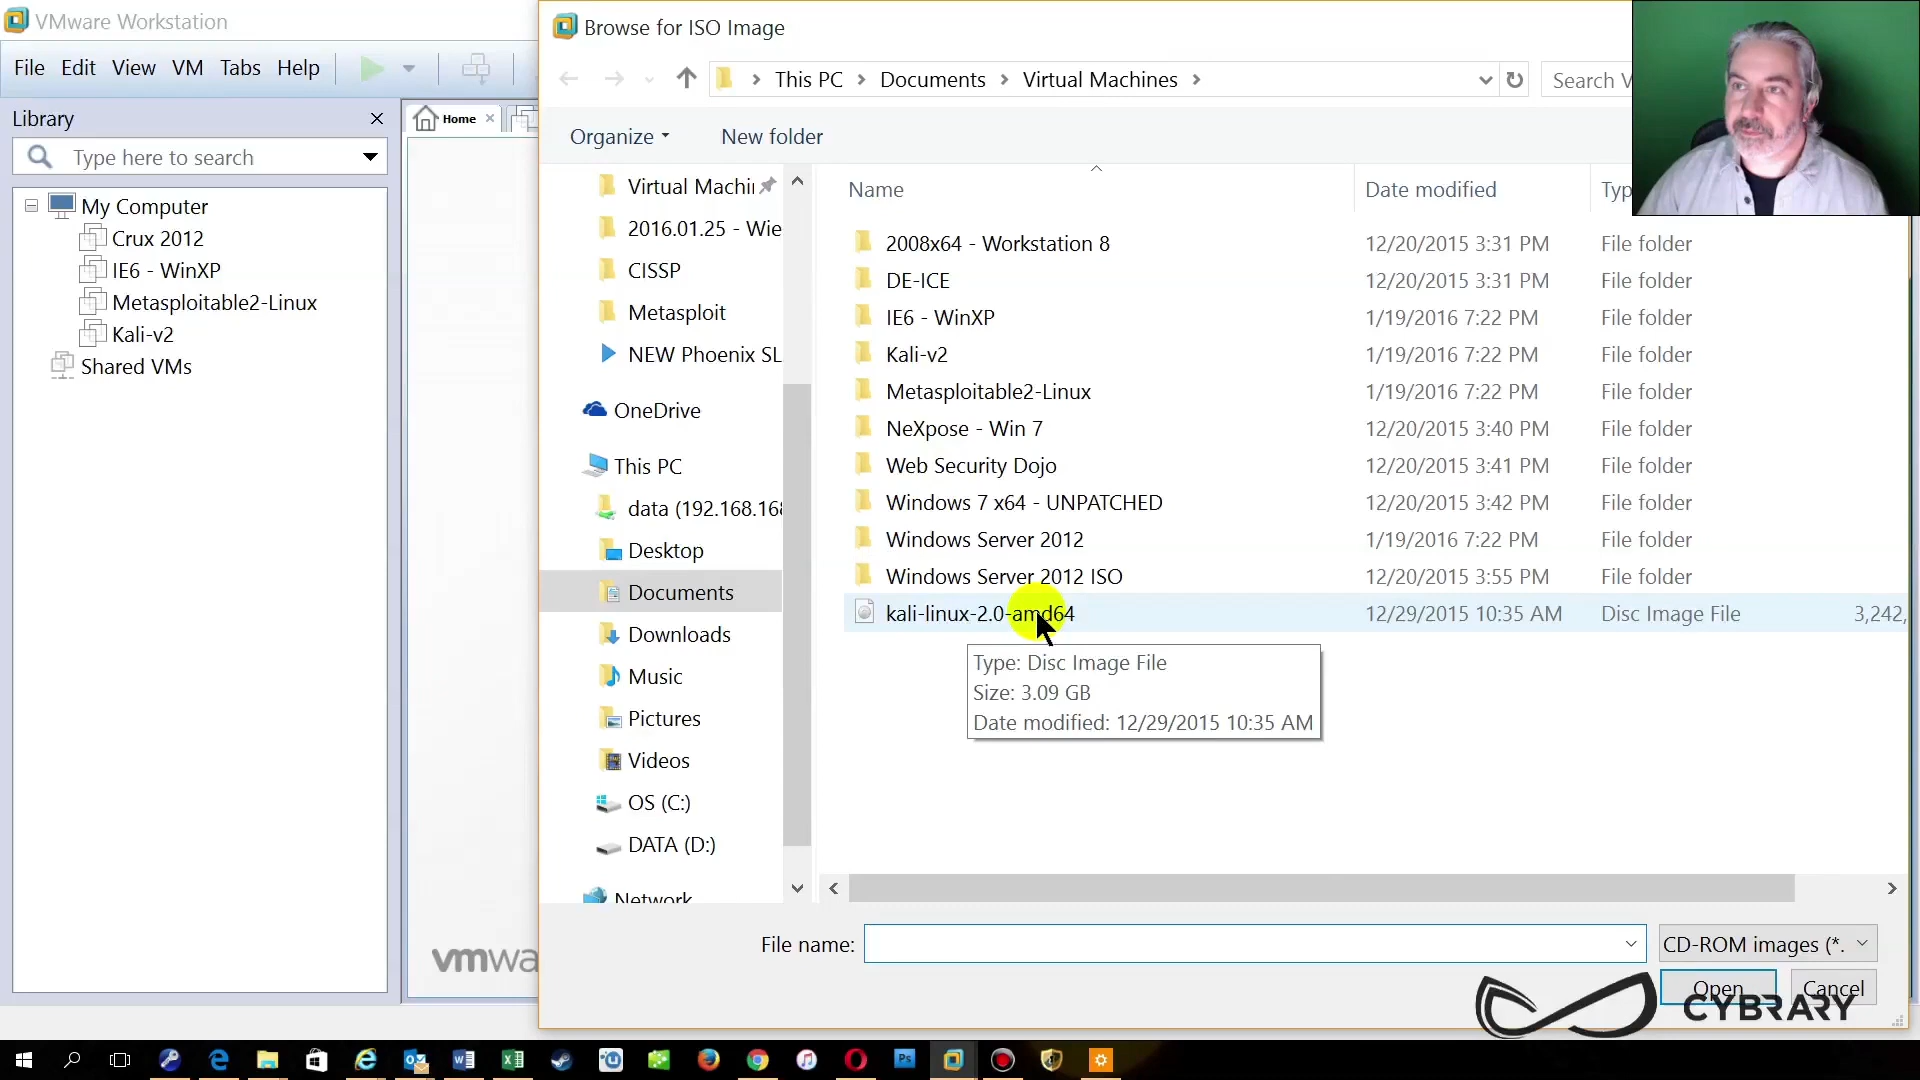 VMware Workstation
File Edit View VM Tabs Help
Library
Type here to search
My Computer
Crux 2012
IE6 - WinXP
Metasploitable2-Linux
Kali-v2
Shared VMs
Home
vmwa
Browse for ISO Image
This PC > Documents > Virtual Machines >
Search V
Organize
New folder
Virtual Machi
2016.01.25 - Wie
CISSP
Metasploit
NEW Phoenix SL
OneDrive
This PC
data (192.168.168
Desktop
Documents
Downloads
Music
Pictures
Videos
OS (C:)
DATA (D:)
Network
Name Date modified Typ
2008x64 - Workstation 8 12/20/2015 3:31 PM File folder
DE-ICE 12/20/2015 3:31 PM File folder
IE6 - WinXP 1/19/2016 7:22 PM File folder
Kali-v2 1/19/2016 7:22 PM File folder
Metasploitable2-Linux 1/19/2016 7:22 PM File folder
NeXpose - Win 7 12/20/2015 3:40 PM File folder
Web Security Dojo 12/20/2015 3:41 PM File folder
Windows 7 x64 - UNPATCHED 12/20/2015 3:42 PM File folder
Windows Server 2012 1/19/2016 7:22 PM File folder
Windows Server 2012 ISO 12/20/2015 3:55 PM File folder
kali-linux-2.0-amd64 12/29/2015 10:35 AM Disc Image File 3,242,
Type: Disc Image File
Size: 3.09 GB
Date modified: 12/29/2015 10:35 AM
File name:
CD-ROM images (*.
Open
Cancel
CYBRARY